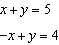 x + y = 5
−x + y = 4